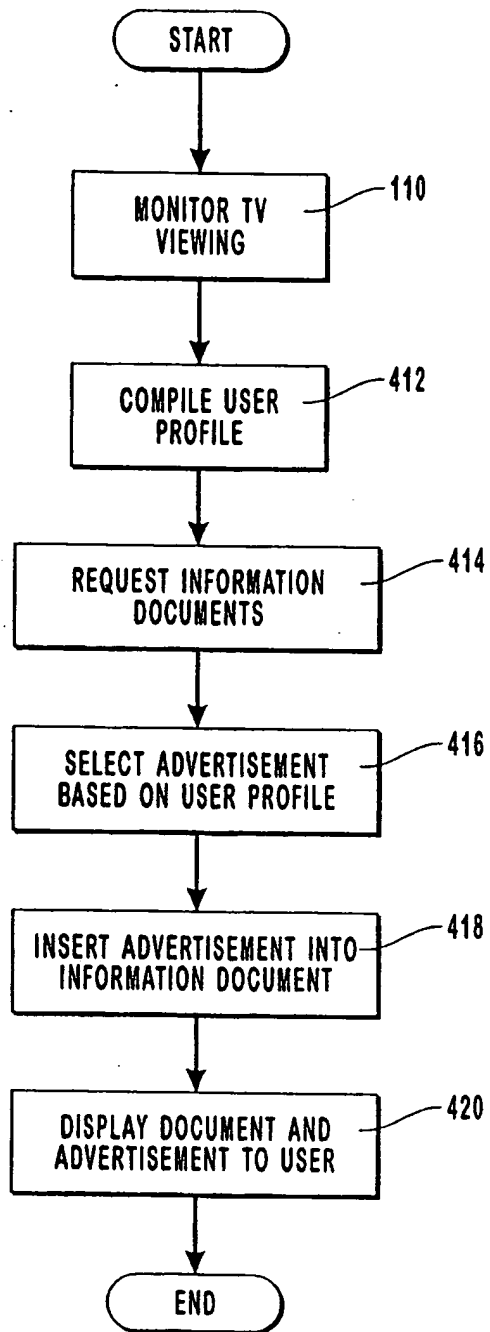 START
MONITOR TV
VIEWING
110
COMPILE USER
PROFILE
412
REQUEST INFORMATION
DOCUMENTS
414
SELECT ADVERTISEMENT
BASED ON USER PROFILE
416
INSERT ADVERTISEMENT INTO
INFORMATION DOCUMENT
418
DISPLAY DOCUMENT AND
ADVERTISEMENT TO USER
420
END